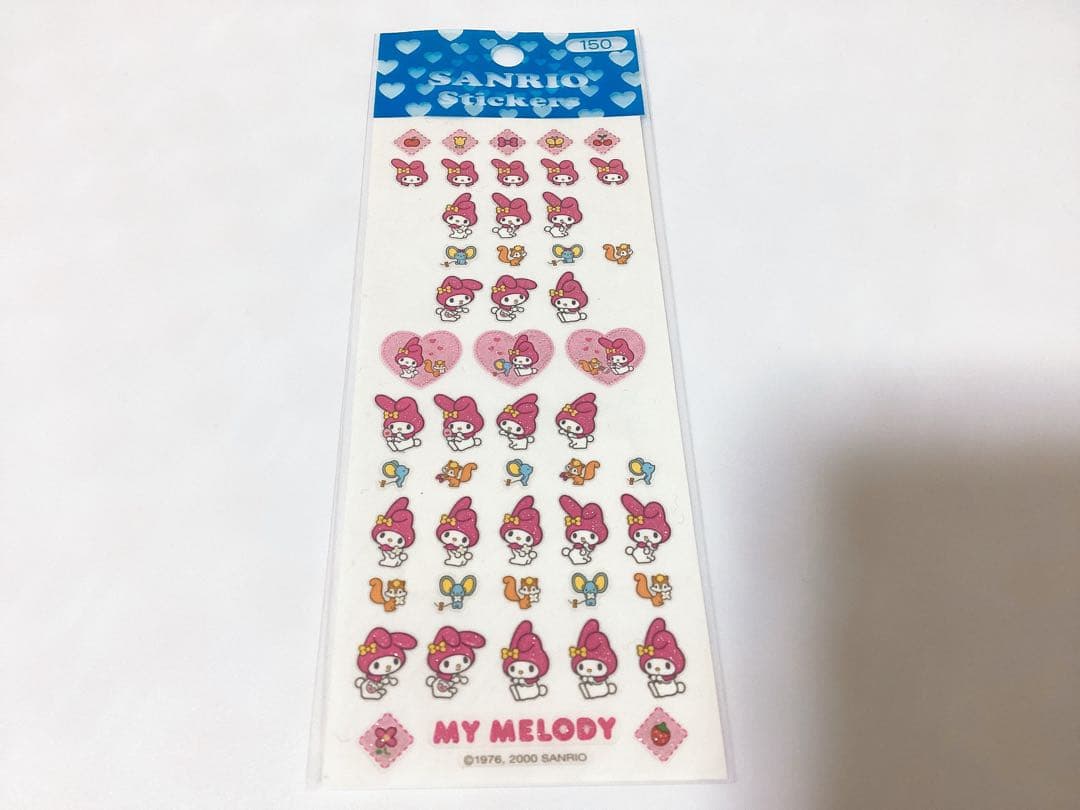 150
SANRIO
Stickers
MY MELODY
©1976, 2000 SANRIO